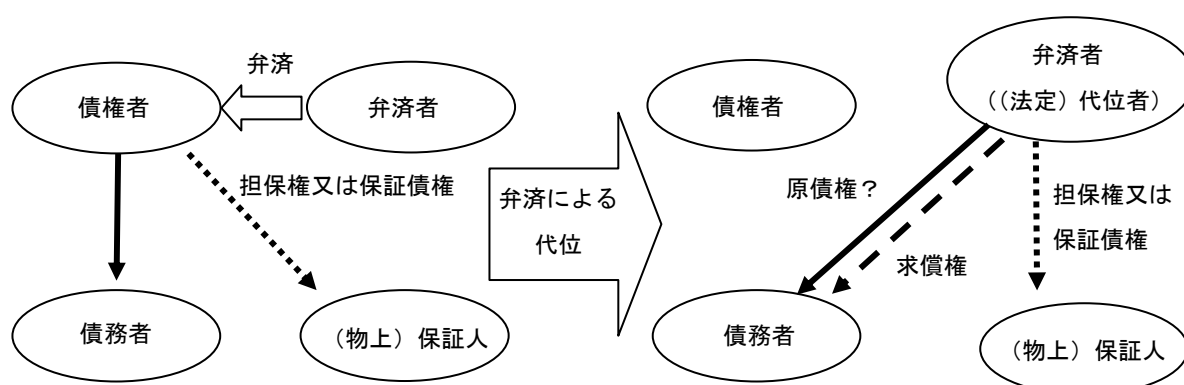 弁済
債権者
弁済者
担保権又は保証債権
債務者
(物上)保証人
弁済による
代位
債権者
弁済者
((法定)代位者)
原債権?
求償権
担保権又は
保証債権
債務者
(物上)保証人